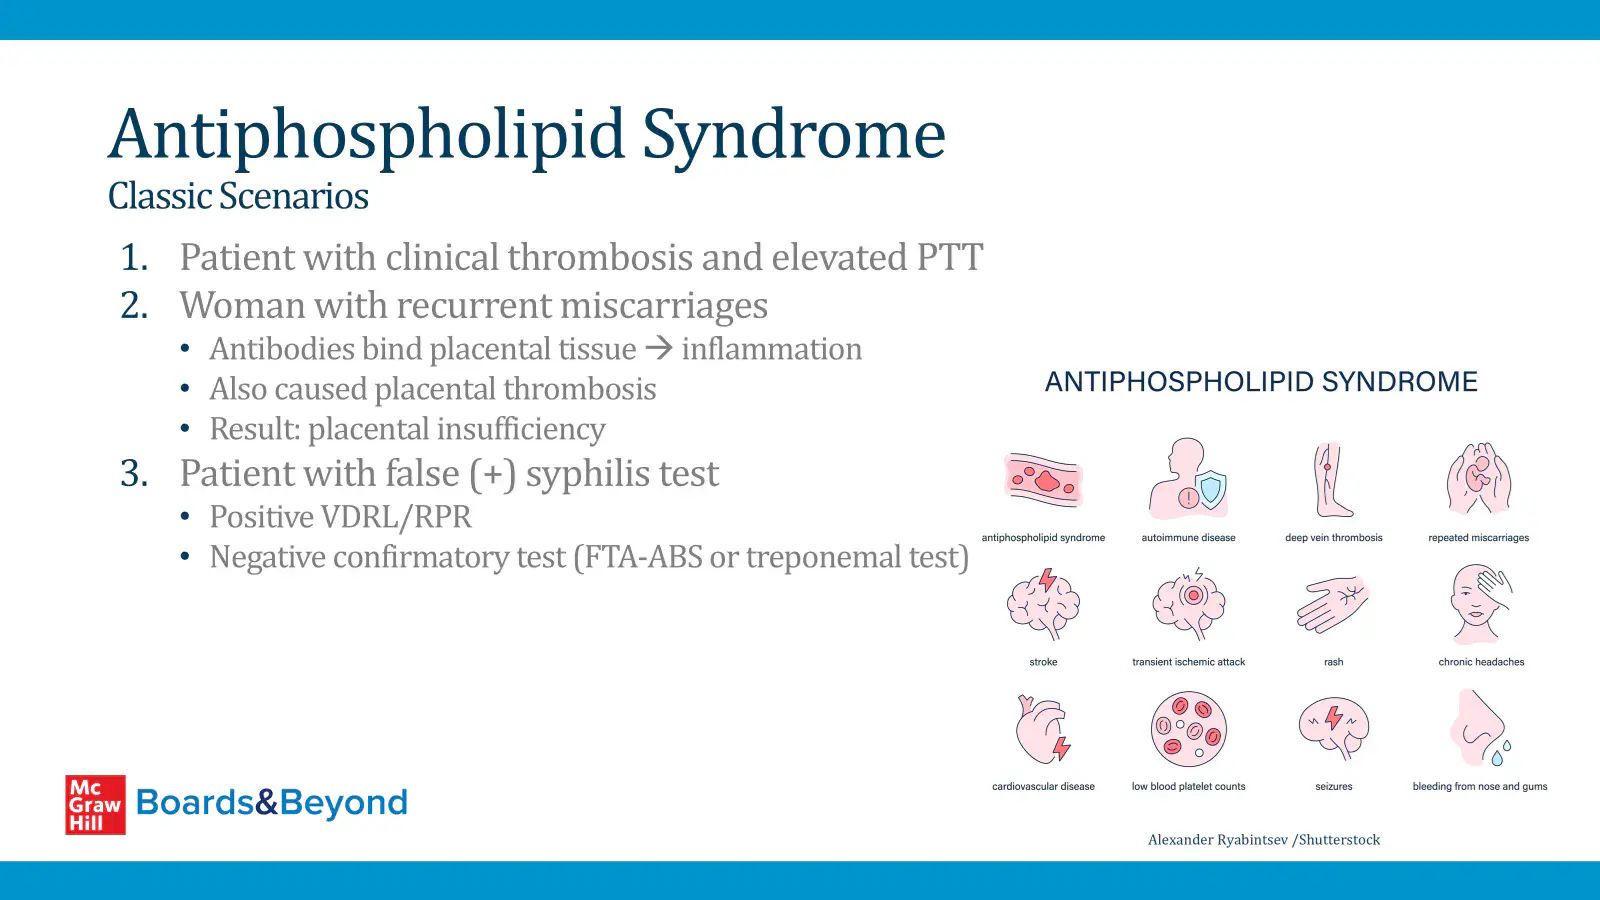 Antiphospholipid Syndrome
Classic Scenarios
1. Patient with clinical thrombosis and elevated PTT
2. Woman with recurrent miscarriages
• Antibodies bind placental tissue → inflammation
• Also caused placental thrombosis
• Result: placental insufficiency
3. Patient with false (+) syphilis test
• Positive VDRL/RPR
• Negative confirmatory test (FTA-ABS or treponemal test)
ANTIPHOSPHOLIPID SYNDROME
antiphospholipid syndrome
autoimmune disease
deep vein thrombosis
repeated miscarriages
stroke
transient ischemic attack
rash
chronic headaches
cardiovascular disease
low blood platelet counts
seizures
bleeding from nose and gums
Mc
Graw
Hill
Boards&Beyond
Alexander Ryabintsev /Shutterstock